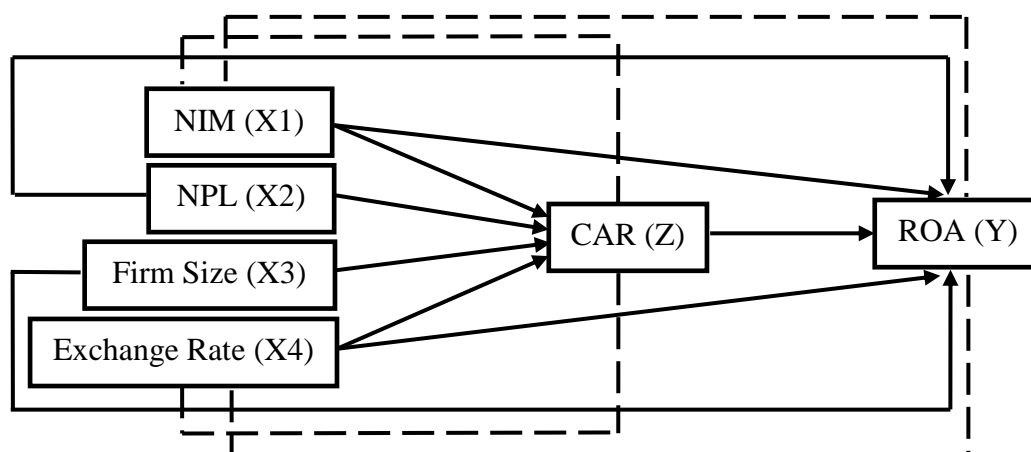 NIM (X1)
NPL (X2)
CAR (Z)
ROA (Y)
Firm Size (X3)
Exchange Rate (X4)